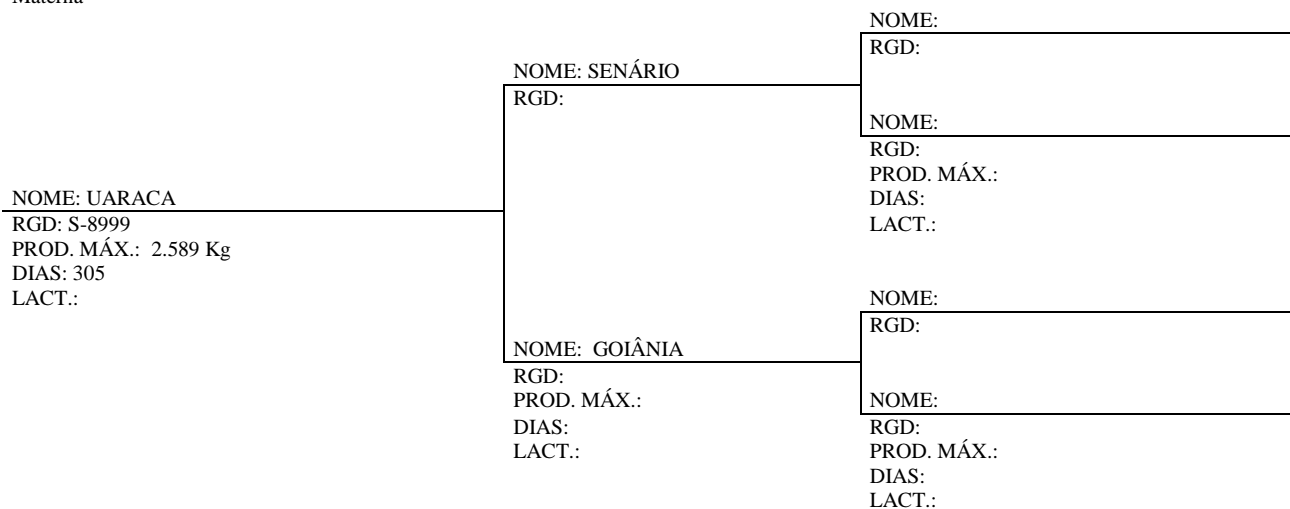 Materna
NOME:
RGD:
NOME: SENÁRIO
RGD:
NOME:
RGD:
PROD. MÁX.:
DIAS:
LACT.:
NOME: UARACA
RGD: S-8999
PROD. MÁX.: 2.589 Kg
DIAS: 305
LACT.:
NOME:
RGD:
NOME: GOIÂNIA
RGD:
PROD. MÁX.:
DIAS:
LACT.:
NOME:
RGD:
PROD. MÁX.:
DIAS:
LACT.: